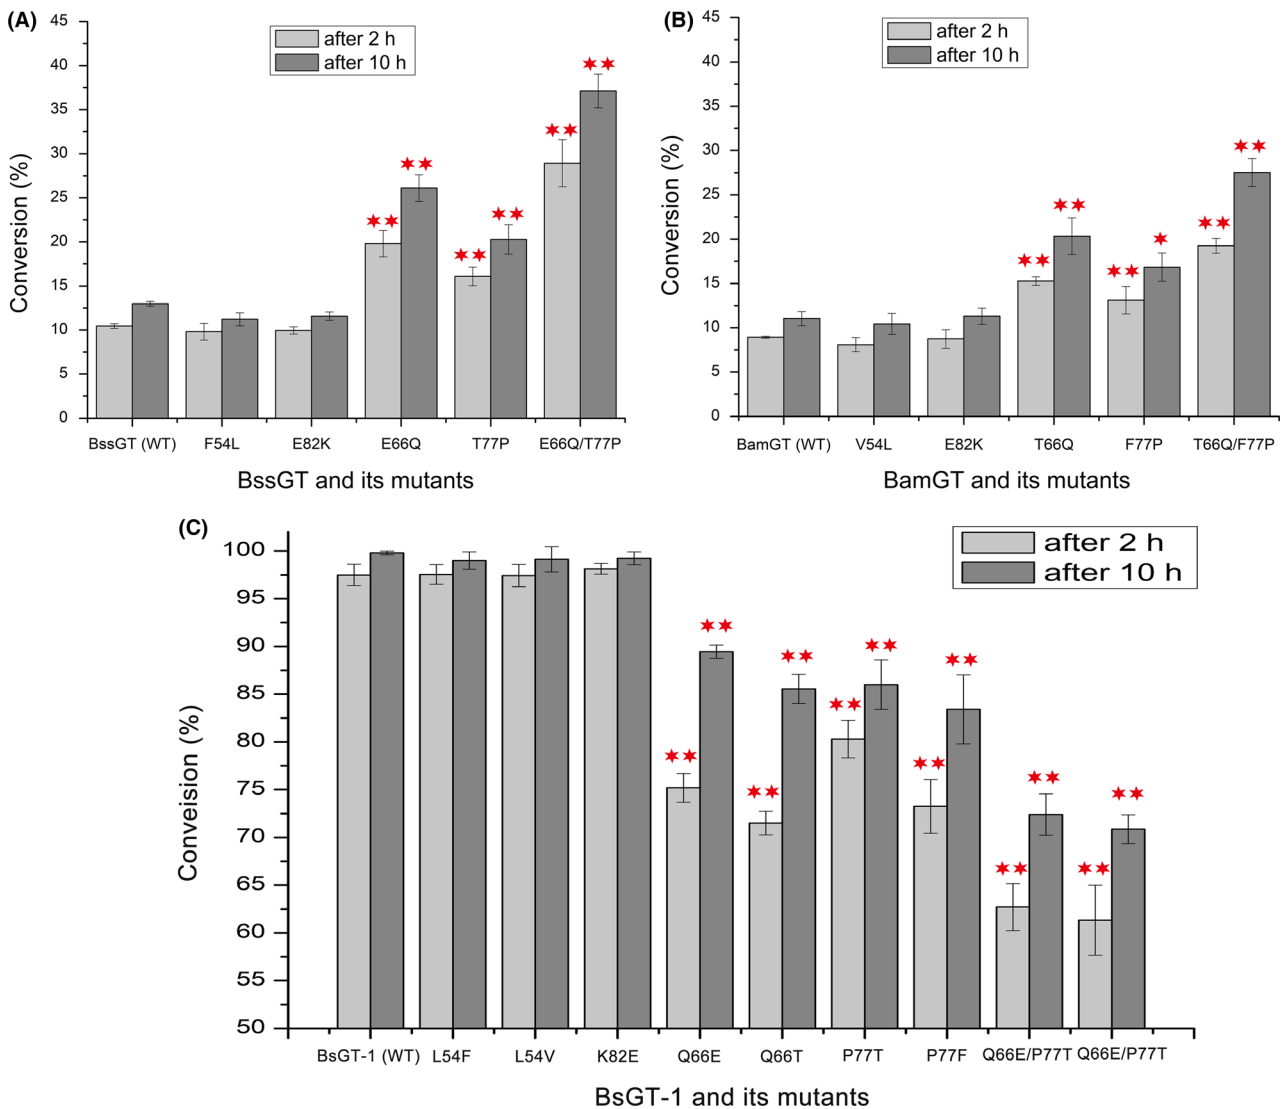 (A)
after 2 h
after 10 h
45
40
35
30
25
20
15
10
5
0
Conversion (%)
BssGT (WT) F54L E82K E66Q T77P E66Q/T77P
BssGT and its mutants
(B)
after 2 h
after 10 h
45
40
35
30
25
20
15
10
5
0
Conversion (%)
BamGT (WT) V54L E82K T66Q F77P T66Q/F77P
BamGT and its mutants
(C)
after 2 h
after 10 h
100
95
90
85
80
75
70
65
60
55
50
Conveision (%)
BsGT-1 (WT) L54F L54V K82E Q66E Q66T P77T P77F Q66E/P77T Q66E/P77T
BsGT-1 and its mutants